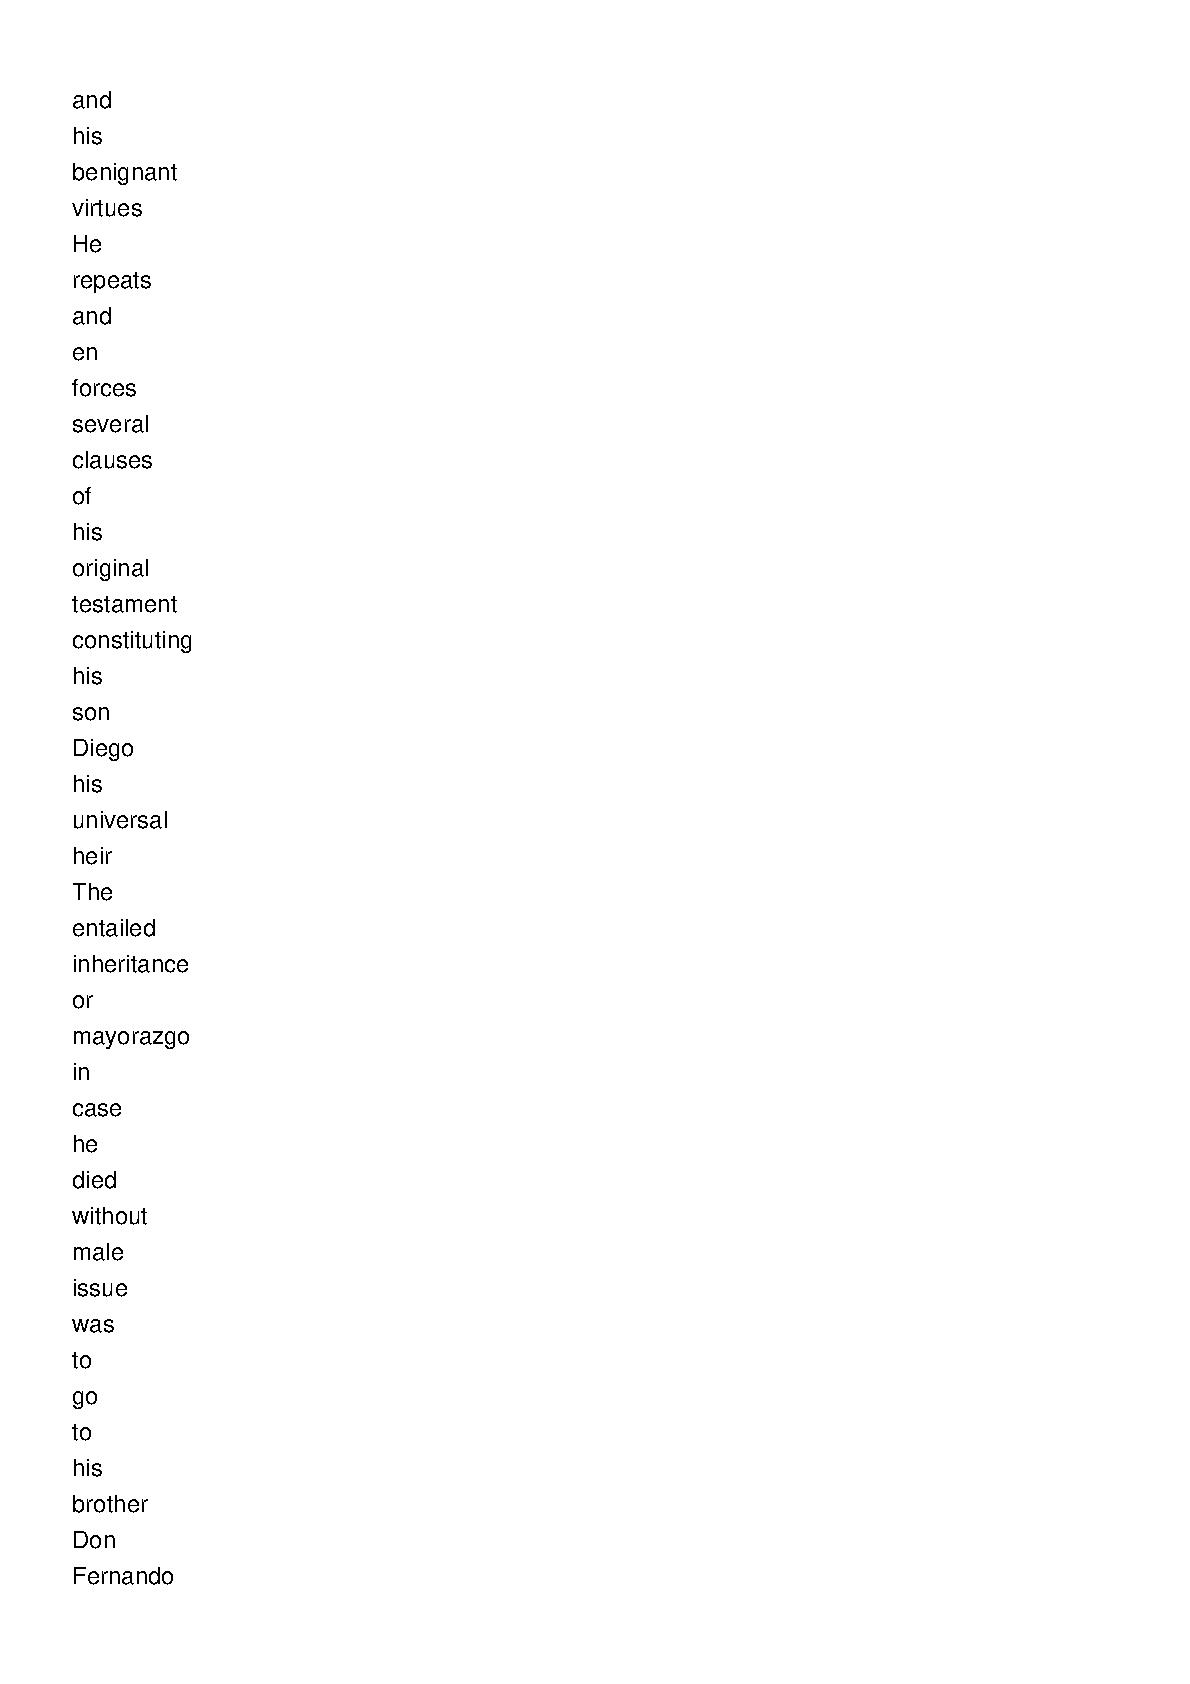 and
his
benignant
virtues
He
repeats
and
en
forces
several
clauses
of
his
original
testament
constituting
his
son
Diego
his
universal
heir
The
entailed
inheritance
or
mayorazgo
in
case
he
died
without
male
issue
was
to
go
to
his
brother
Don
Fernando